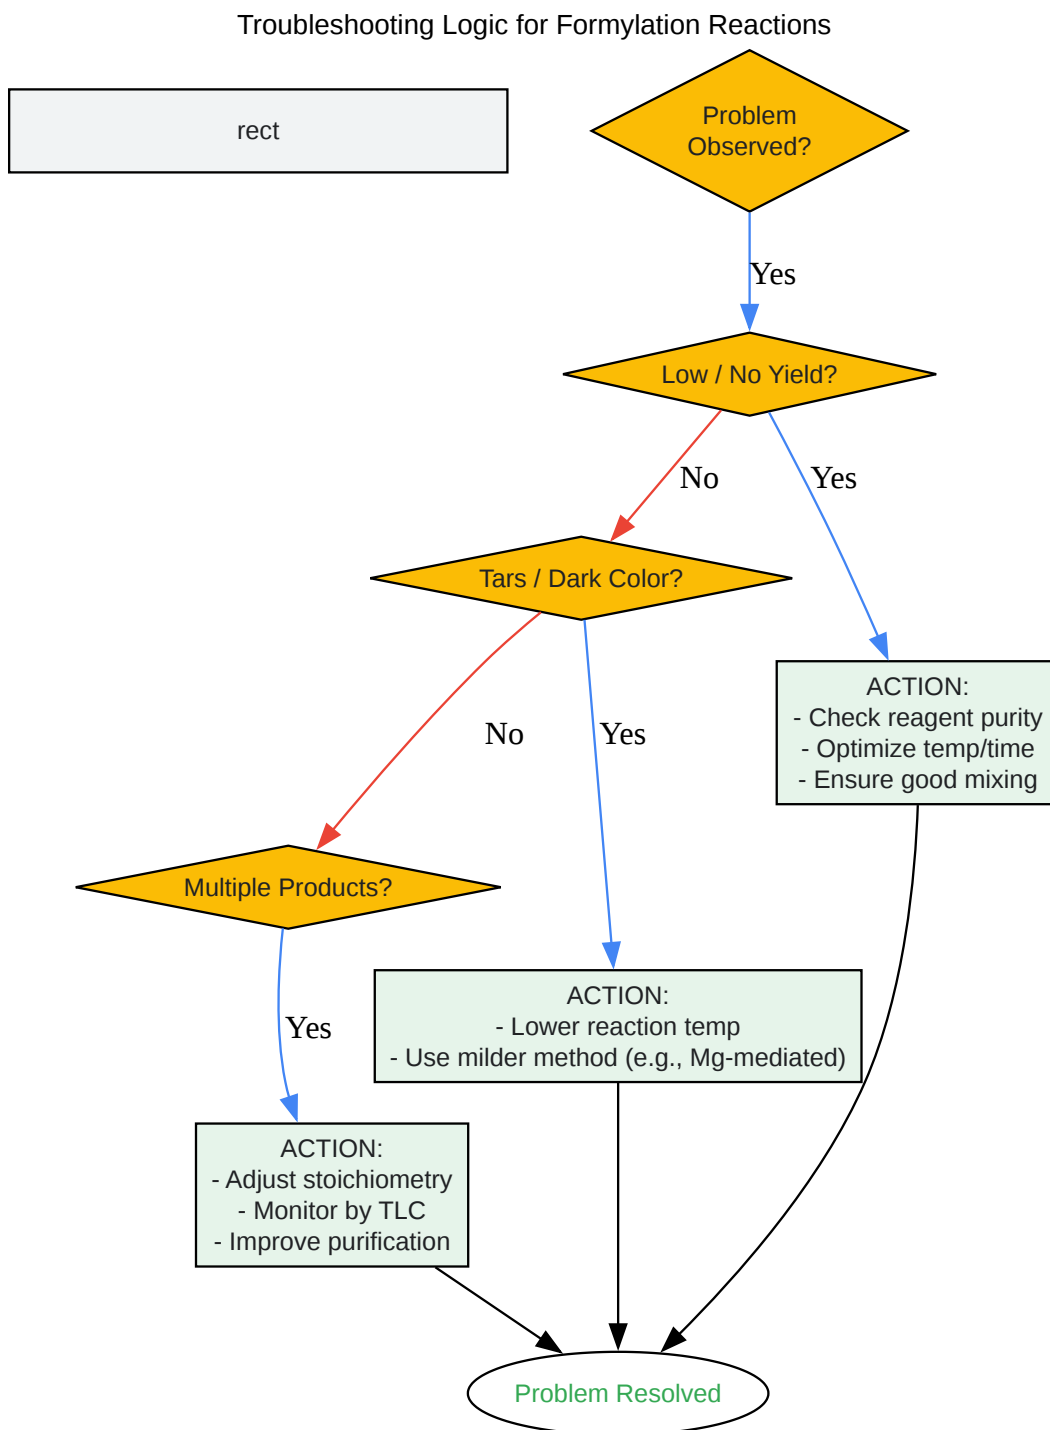 Troubleshooting Logic for Formylation Reactions
rect
Problem
Observed?
Yes
Low / No Yield?
No
Yes
Tars / Dark Color?
ACTION:
- Check reagent purity
- Optimize temp/time
- Ensure good mixing
No
Yes
Multiple Products?
ACTION:
- Lower reaction temp
- Use milder method (e.g., Mg-mediated)
Yes
ACTION:
- Adjust stoichiometry
- Monitor by TLC
- Improve purification
Problem Resolved